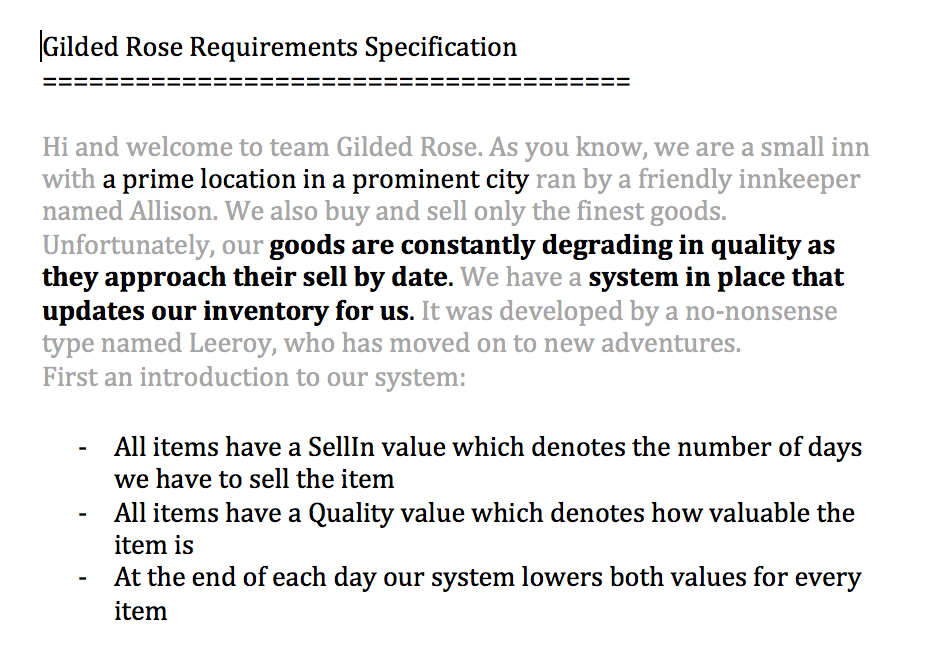 Gilded Rose Requirements Specification
======================================
Hi and welcome to team Gilded Rose. As you know, we are a small inn
with a prime location in a prominent city ran by a friendly innkeeper
named Allison. We also buy and sell only the finest goods.
Unfortunately, our goods are constantly degrading in quality as
they approach their sell by date. We have a system in place that
updates our inventory for us. It was developed by a no-nonsense
type named Leeroy, who has moved on to new adventures.
First an introduction to our system:
- All items have a SellIn value which denotes the number of days
we have to sell the item
- All items have a Quality value which denotes how valuable the
item is
- At the end of each day our system lowers both values for every
item